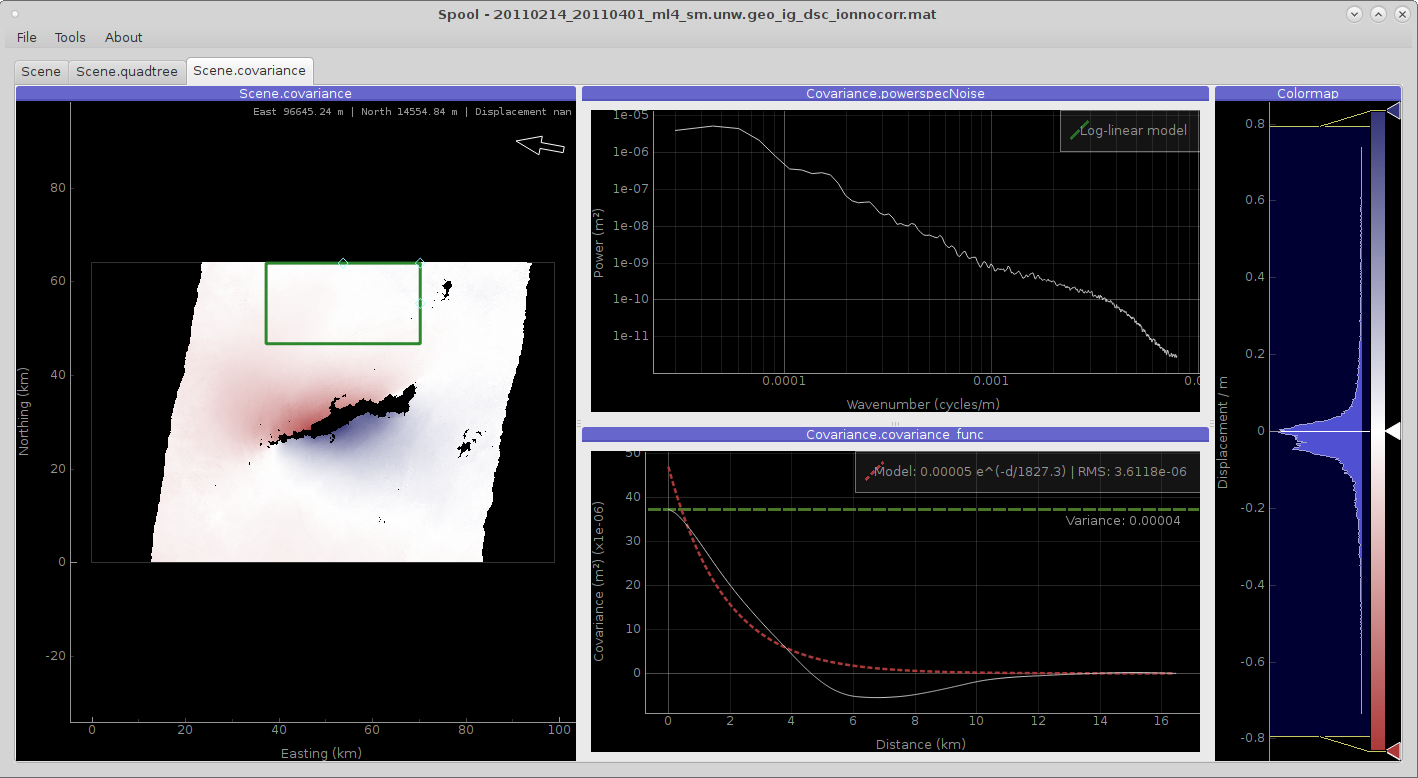 Spool - 20110214_20110401_ml4_sm.unw.geo_ig_dsc_ionnocorr.mat
File Tools About
Scene Scene.quadtree Scene.covariance
Scene.covariance
East 96645.24 m | North 14554.84 m | Displacement nan
80
60
40
20
0
-20
Northing (km)
0 20 40 60 80 100
Easting (km)
Covariance.powerspecNoise
Log-linear model
1e-05
1e-06
1e-07
1e-08
1e-09
1e-10
1e-11
Power (m²)
0.0001 0.001 0.0
Wavenumber (cycles/m)
Covariance.covariance_func
Model: 0.00005 e^(-d/1827.3) | RMS: 3.6118e-06
Variance: 0.00004
50
40
30
20
10
0
Covariance (m²) (×1e-06)
0 2 4 6 8 10 12 14 16
Distance (km)
Colormap
0.8
0.6
0.4
0.2
0
-0.2
-0.4
-0.6
-0.8
Displacement / m